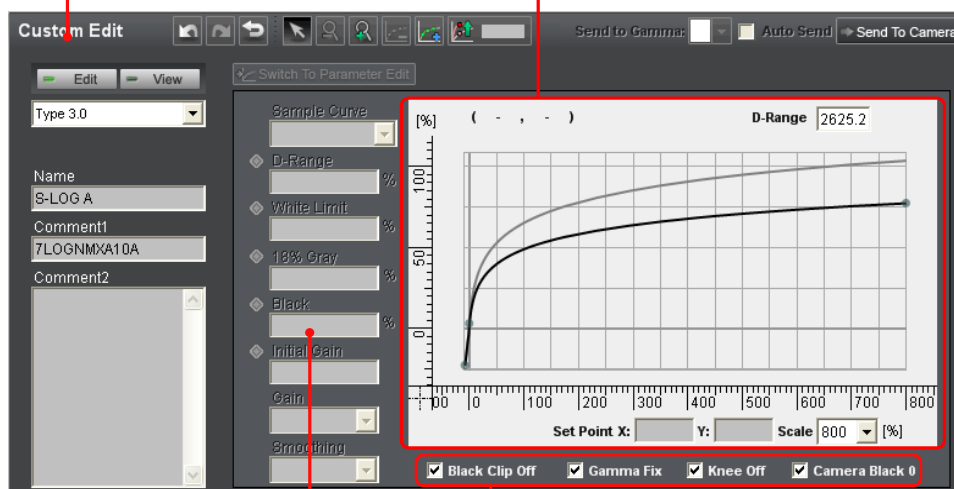 Custom Edit
Send to Gamma:
Auto Send
Send To Camera
Edit
View
Switch To Parameter Edit
Type 3.0
Name
S-LOG A
Comment1
7LOGNMXA10A
Comment2
Sample Curve
D-Range
%
White Limit
%
18% Gray
%
Black
%
Initial Gain
Gain
Smoothing
[%]
( - , - )
D-Range 2625.2
100
50
0
00 0 100 200 300 400 500 600 700 800
Set Point X: Y: Scale 800 [%]
Black Clip Off Gamma Fix Knee Off Camera Black 0